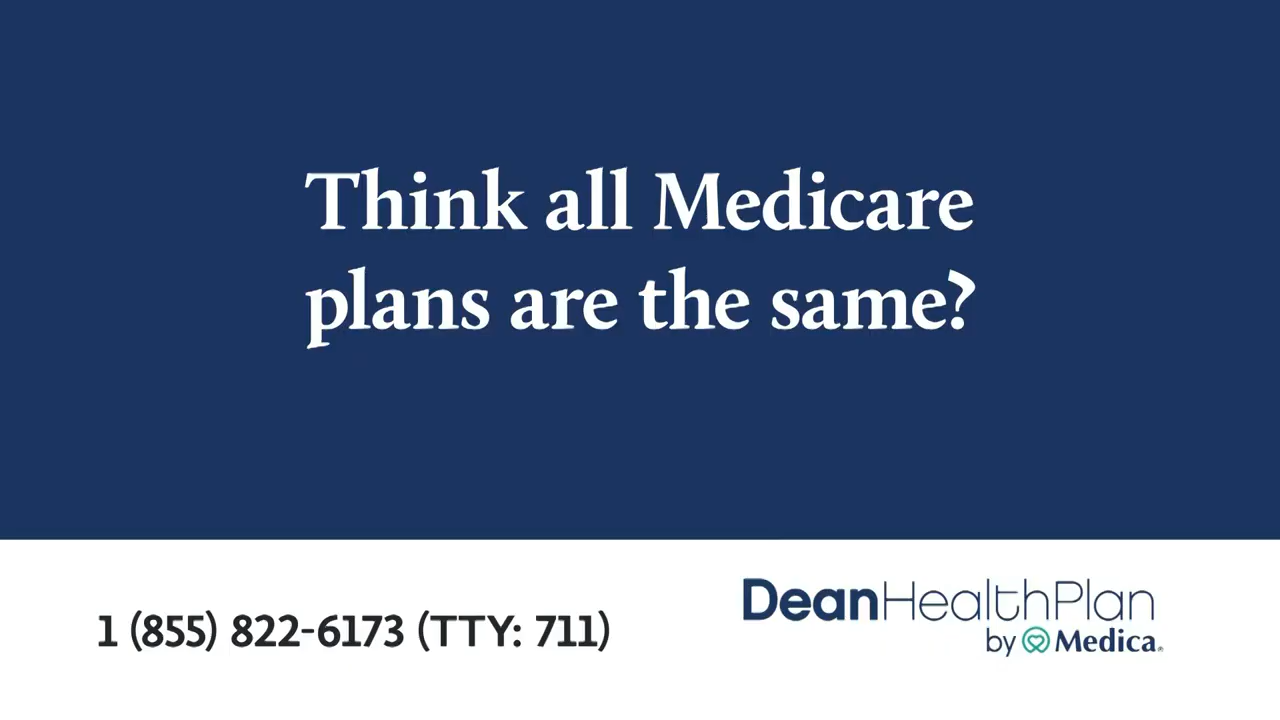 Think all Medicare
plans are the same?
1 (855) 822-6173 (TTY: 711)
DeanHealthPlan
by Medica®